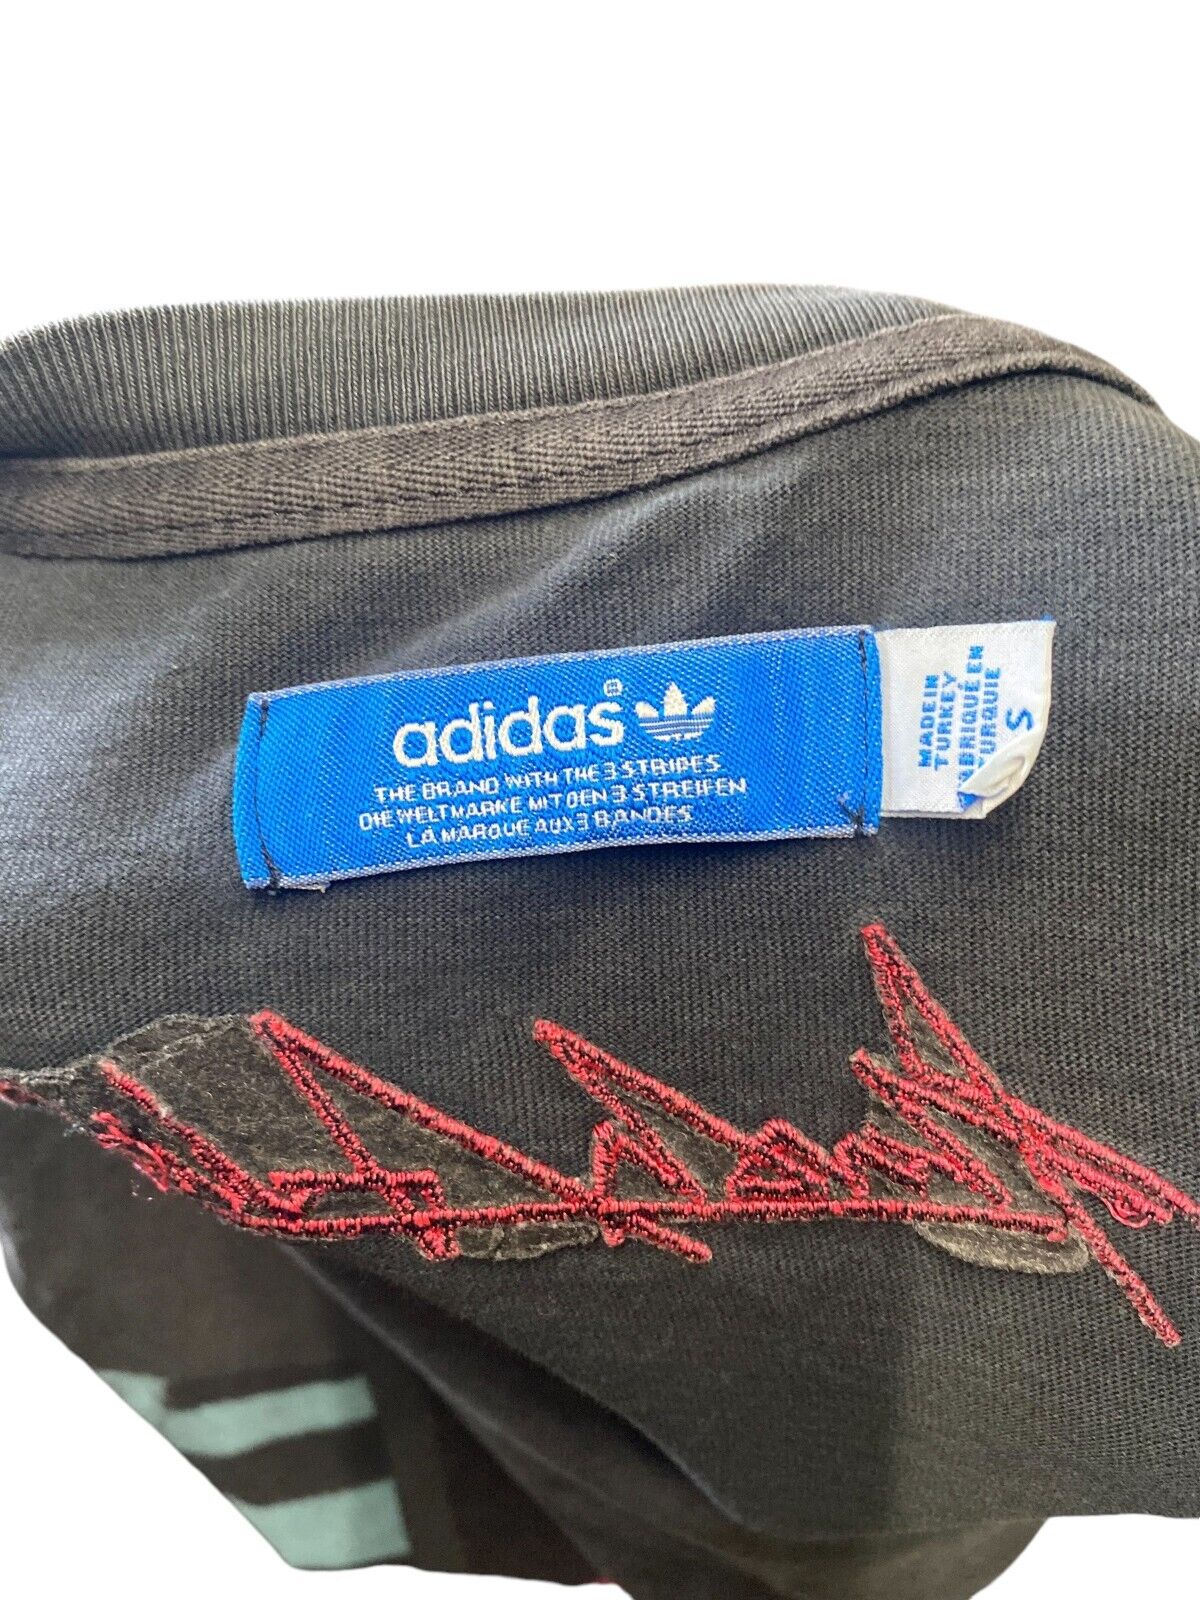 adidas®
THE BRAND WITH THE 3 STRIPES
DIE WELTMARKE MIT DEN 3 STREIFEN
LA MARQUE AUX 3 BANDES
MADE IN
TURKEY
FABRIQUÉ EN
TURQUIE
S